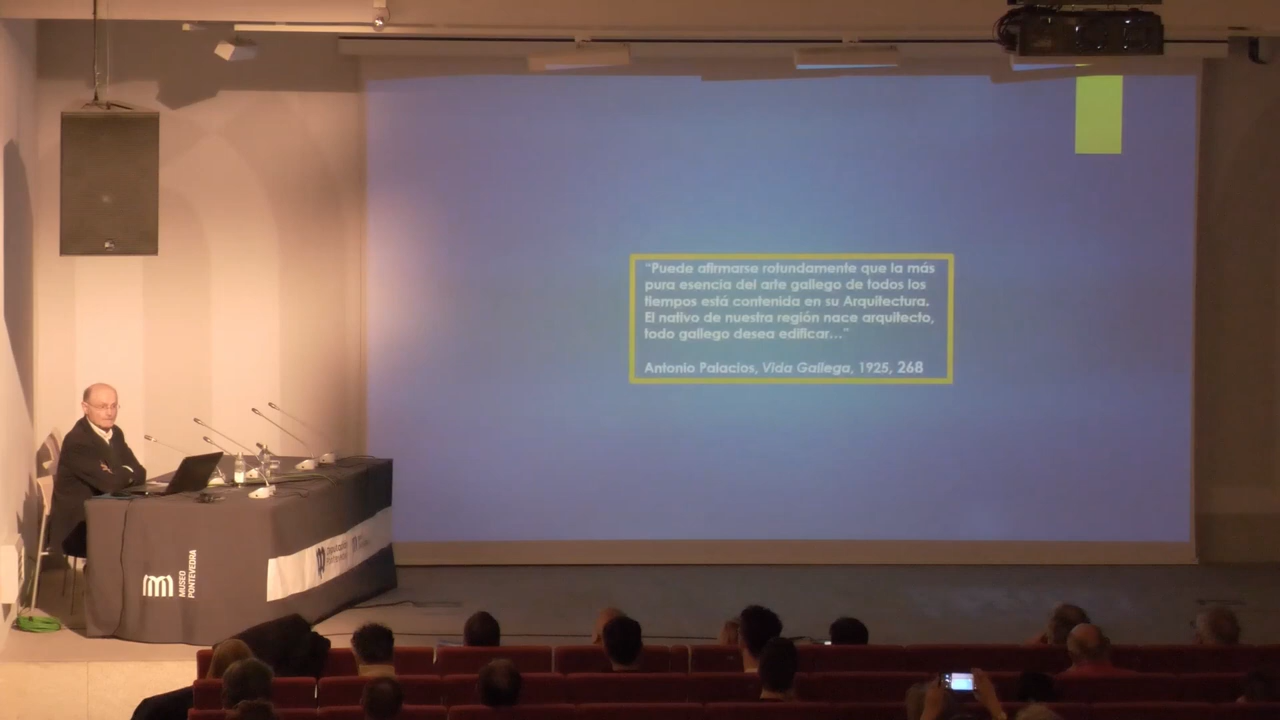 "Puede afirmarse rotundamente que la más
pura esencia del arte gallego de todos los
tiempos está contenida en su Arquitectura.
El nativo de nuestra región nace arquitecto,
todo gallego desea edificar..."
Antonio Palacios, Vida Gallega, 1925, 268
MUSEO
PONTEVEDRA